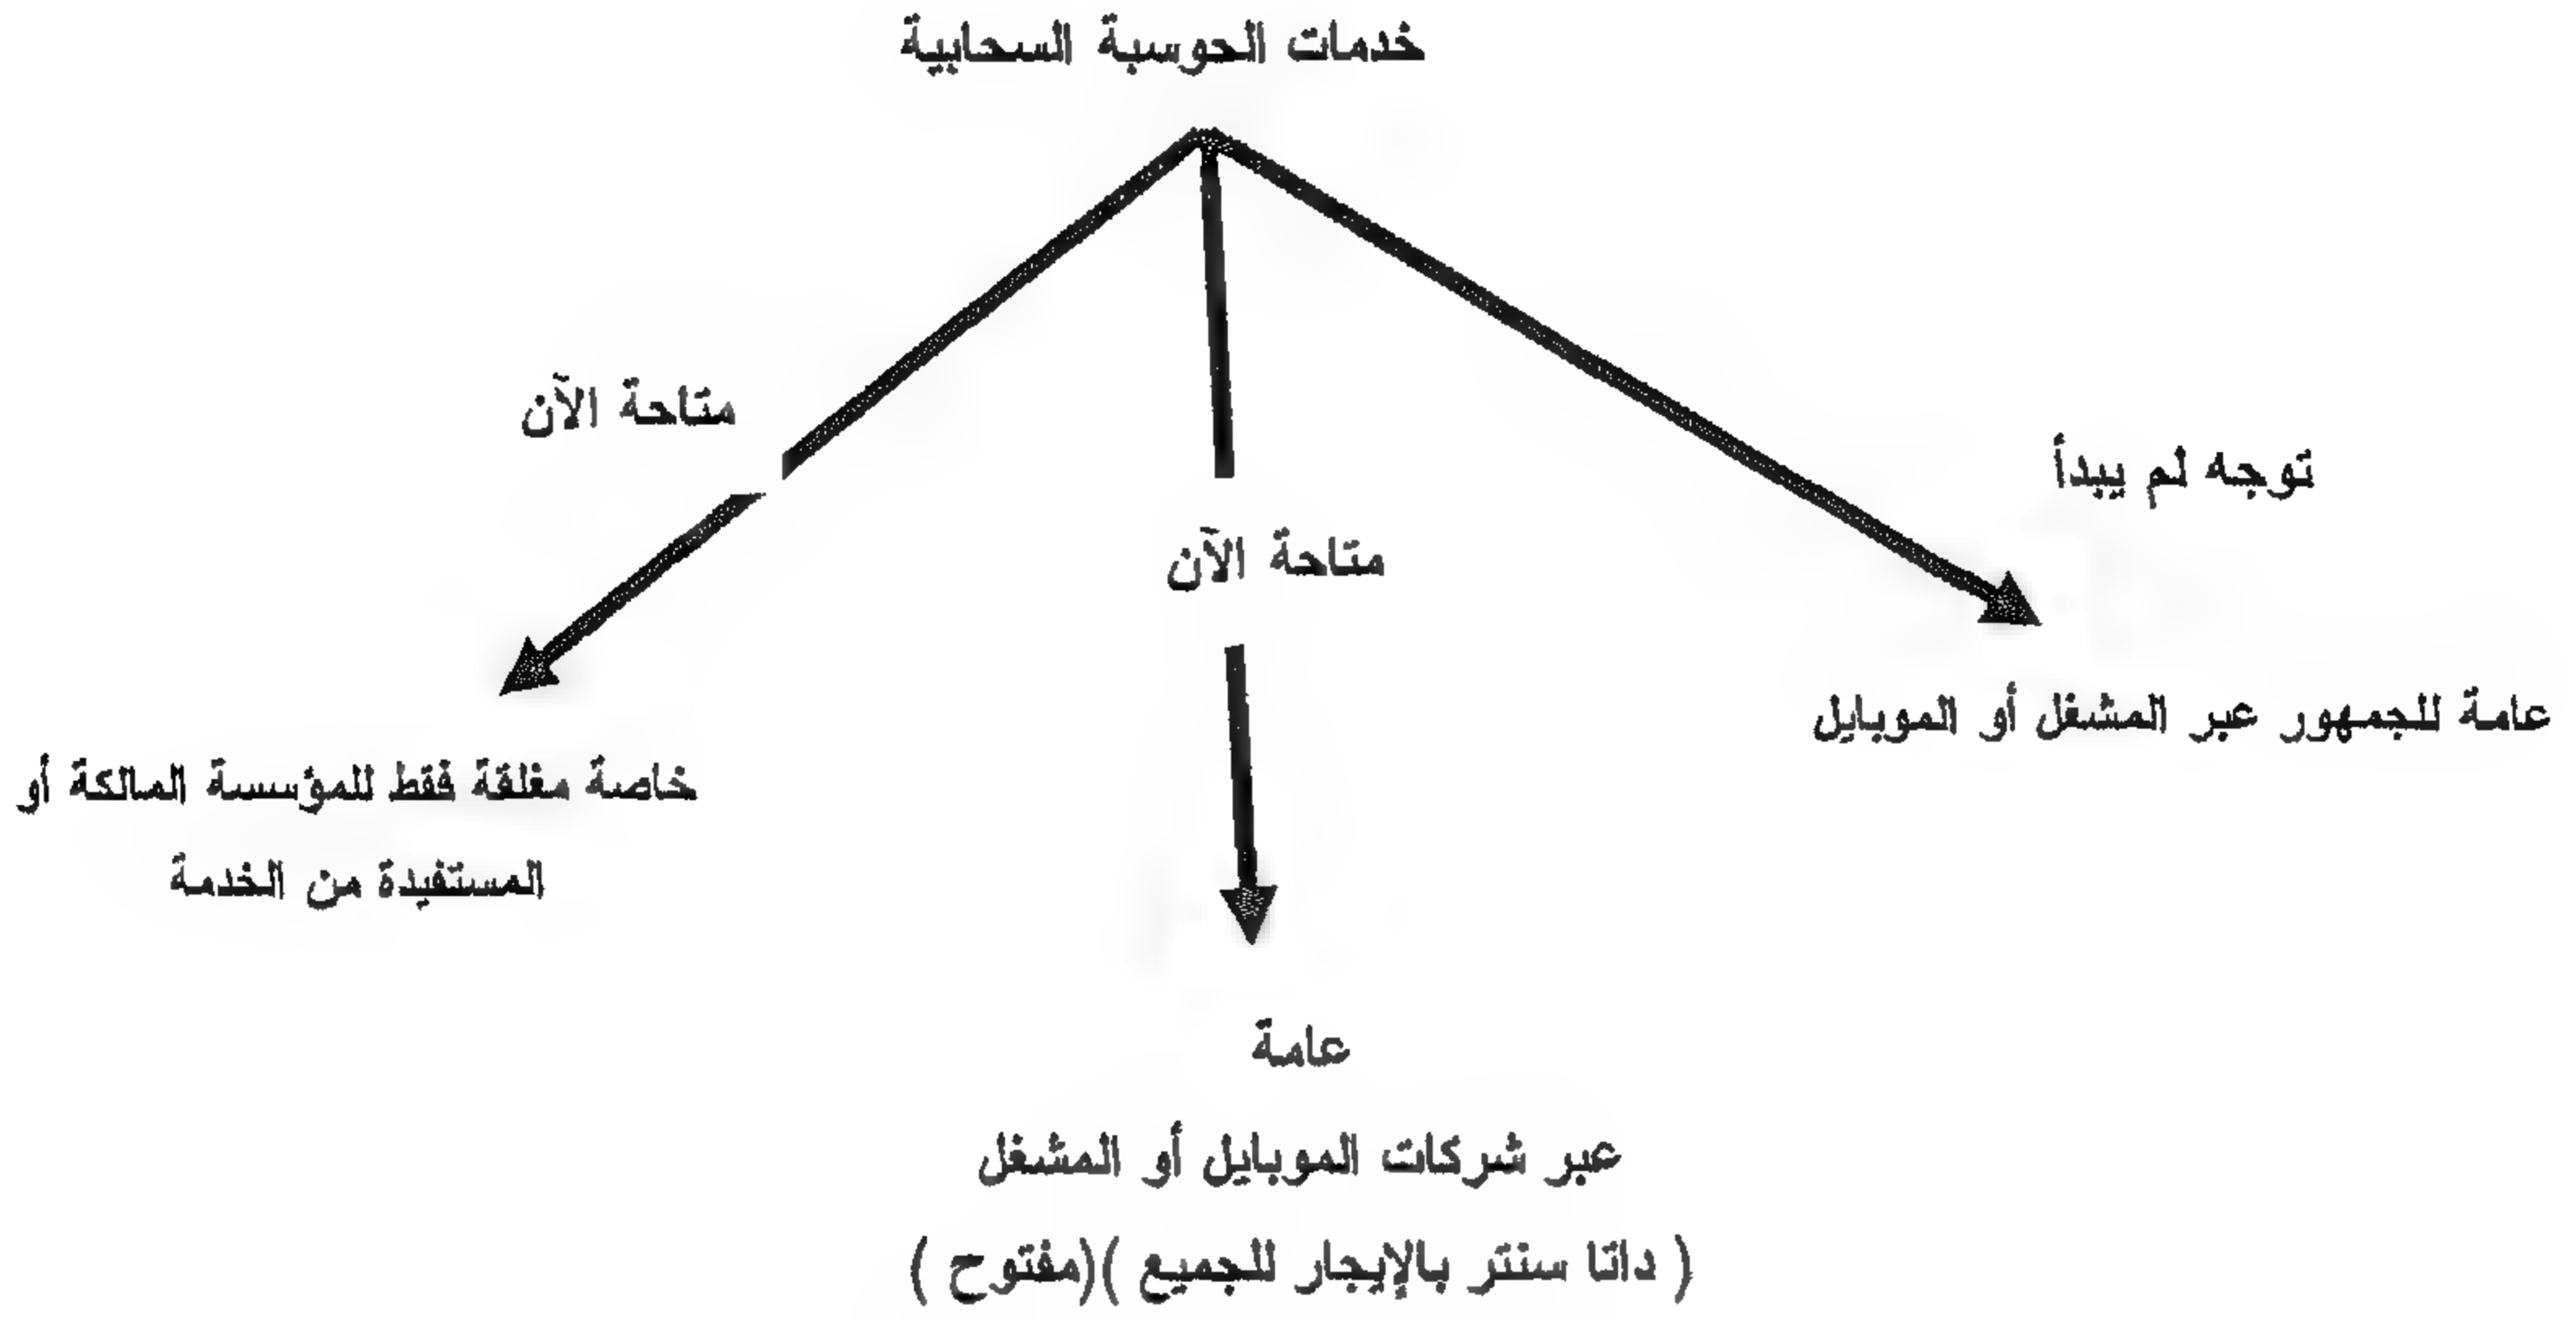 خدمات الحوسبة السحابية
توجه لم يبدأ
متاحة الآن
متاحة الآن
عامة للجمهور عبر المشغل أو الموبايل
خاصة مغلقة فقط للمؤسسة المالكة أو
المستفيدة من الخدمة
عامة
عبر شركات الموبايل أو المشغل
( داتا سنتر بالإيجار للجميع )(مفتوح )